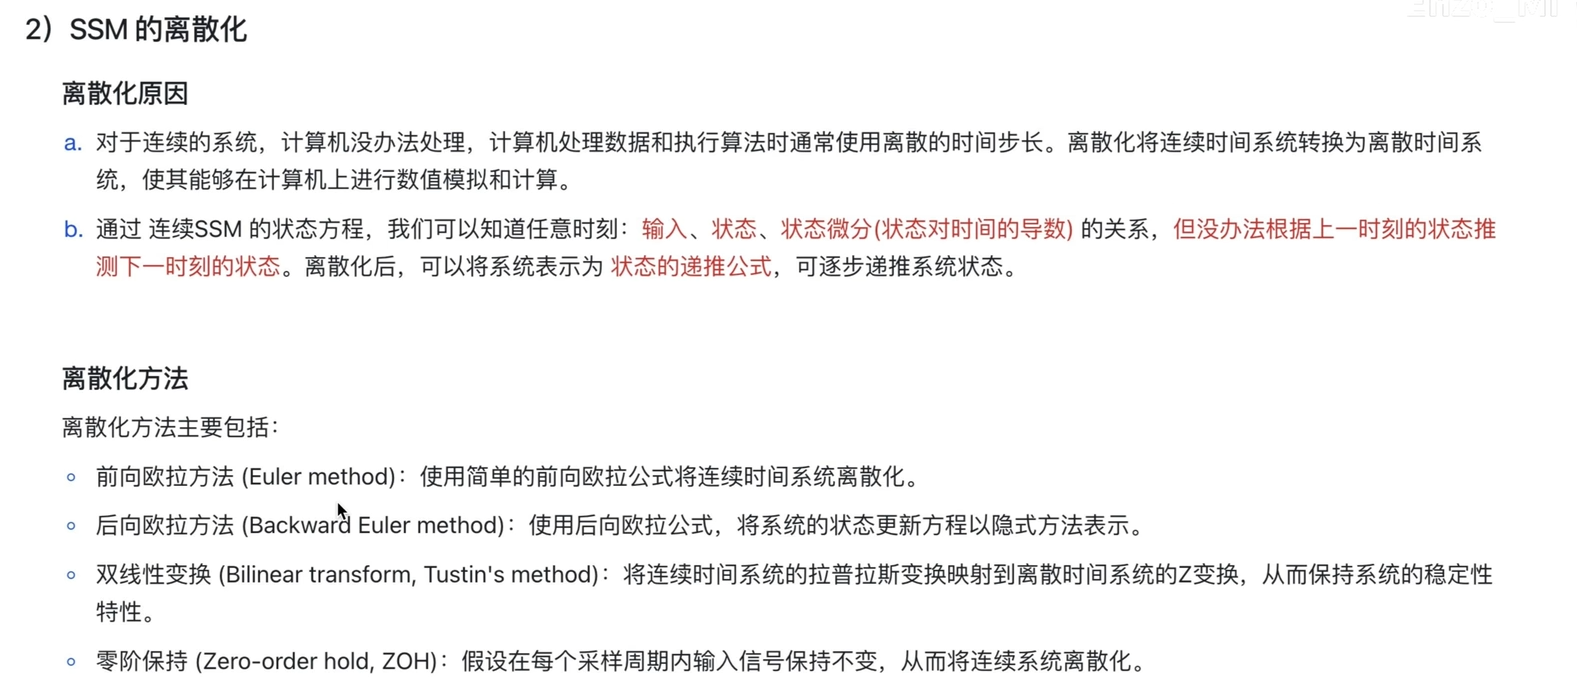 2）SSM 的离散化
离散化原因
a. 对于连续的系统，计算机没办法处理，计算机处理数据和执行算法时通常使用离散的时间步长。离散化将连续时间系统转换为离散时间系
统，使其能够在计算机上进行数值模拟和计算。
b. 通过 连续SSM 的状态方程，我们可以知道任意时刻：输入、状态、状态微分(状态对时间的导数) 的关系，但没办法根据上一时刻的状态推
测下一时刻的状态。离散化后，可以将系统表示为 状态的递推公式，可逐步递推系统状态。
离散化方法
离散化方法主要包括：
前向欧拉方法 (Euler method)：使用简单的前向欧拉公式将连续时间系统离散化。
后向欧拉方法 (Backward Euler method)：使用后向欧拉公式，将系统的状态更新方程以隐式方法表示。
双线性变换 (Bilinear transform, Tustin's method)：将连续时间系统的拉普拉斯变换映射到离散时间系统的Z变换，从而保持系统的稳定性
特性。
零阶保持 (Zero-order hold, ZOH)：假设在每个采样周期内输入信号保持不变，从而将连续系统离散化。